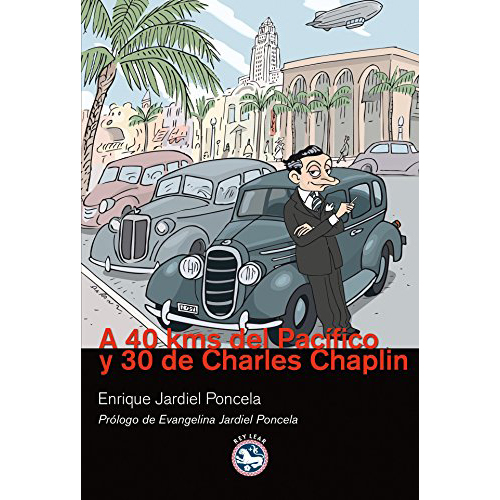 A 40 kms del Pacífico
y 30 de Charles Chaplin
Enrique Jardiel Poncela
Prólogo de Evangelina Jardiel Poncela
REY LEAR